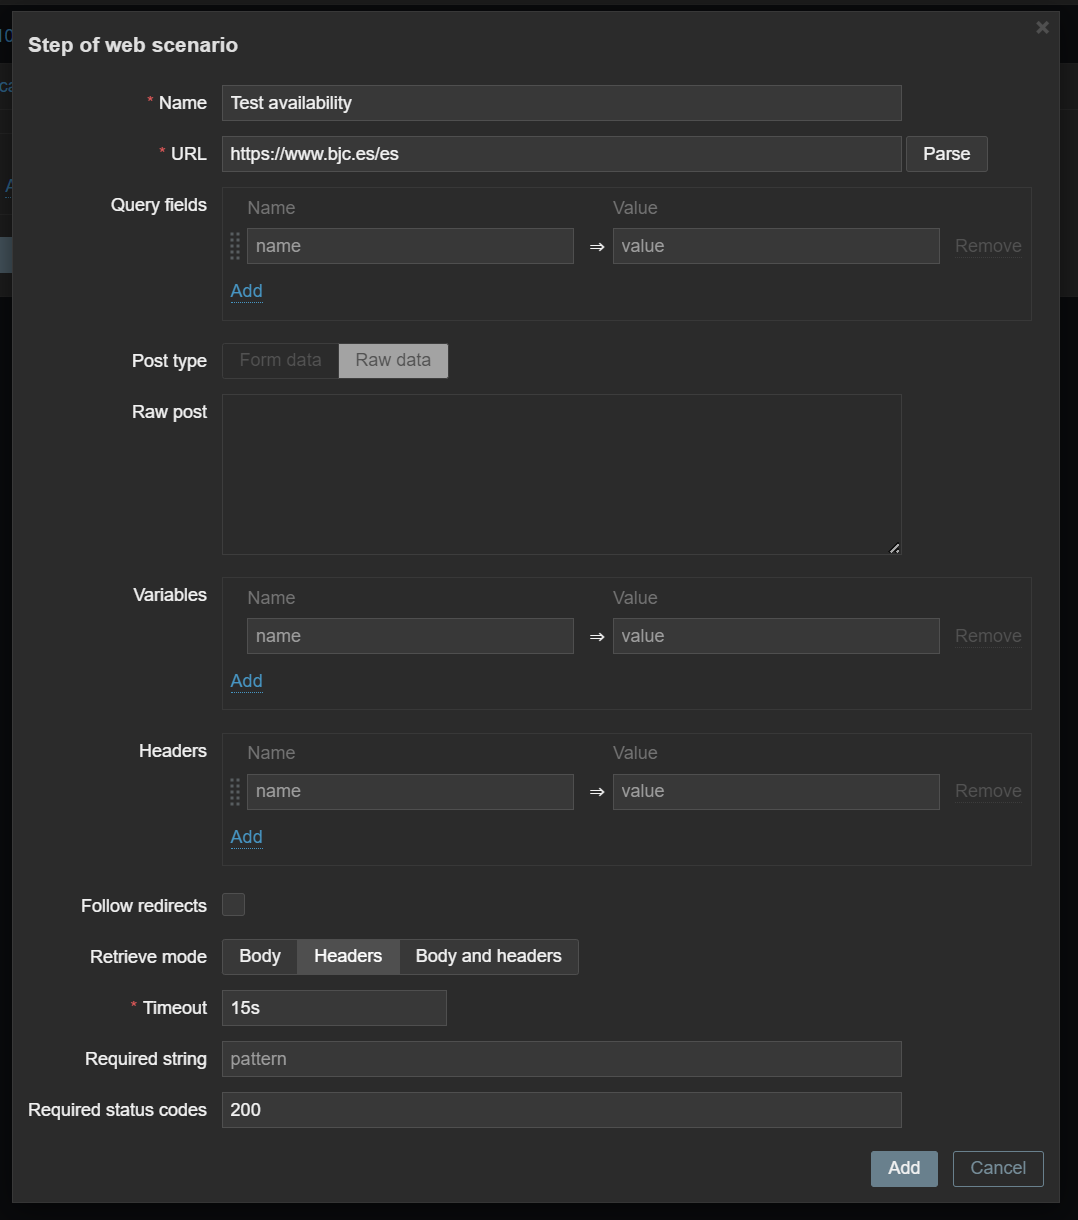 Step of web scenario
* Name Test availability
* URL https://www.bjc.es/es Parse
Query fields Name Value
name ⇒ value Remove
Add
Post type Form data Raw data
Raw post
Variables Name Value
name ⇒ value Remove
Add
Headers Name Value
name ⇒ value Remove
Add
Follow redirects
Retrieve mode Body Headers Body and headers
* Timeout 15s
Required string pattern
Required status codes 200
Add Cancel